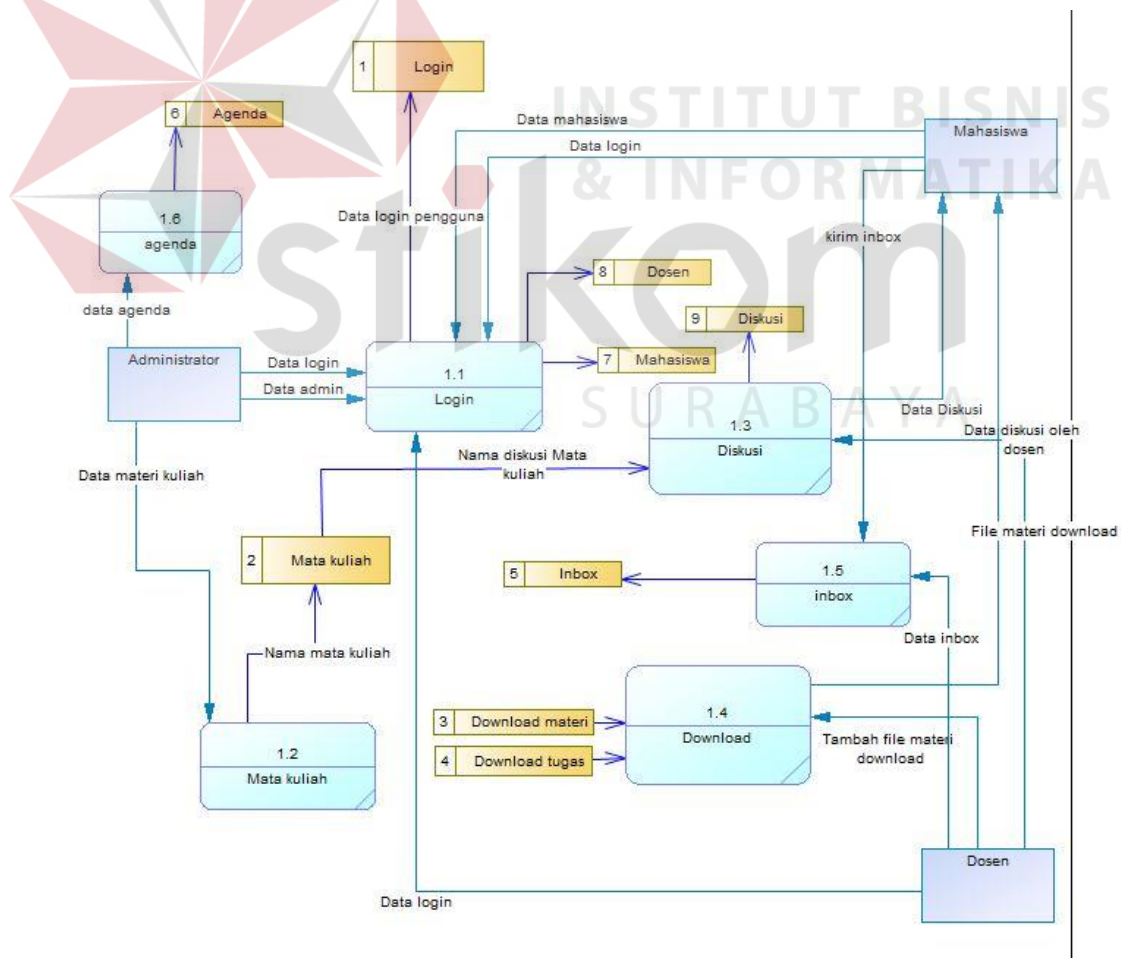 INSTITUT BISNIS
& INFORMATIKA
stikom
SURABAYA
1 Login
6 Agenda
Data mahasiswa
Data login
Mahasiswa
1.6
agenda
Data login pengguna
kirim inbox
8 Dosen
data agenda
9 Diskusi
Administrator
Data login
Data admin
1.1
Login
7 Mahasiswa
1.3
Diskusi
Data Diskusi
Data diskusi oleh
dosen
Nama diskusi Mata
kuliah
Data materi kuliah
File materi download
2 Mata kuliah
5 Inbox
1.5
inbox
Data inbox
Nama mata kuliah
3 Download materi
4 Download tugas
1.4
Download
Tambah file materi
download
1.2
Mata kuliah
Dosen
Data login